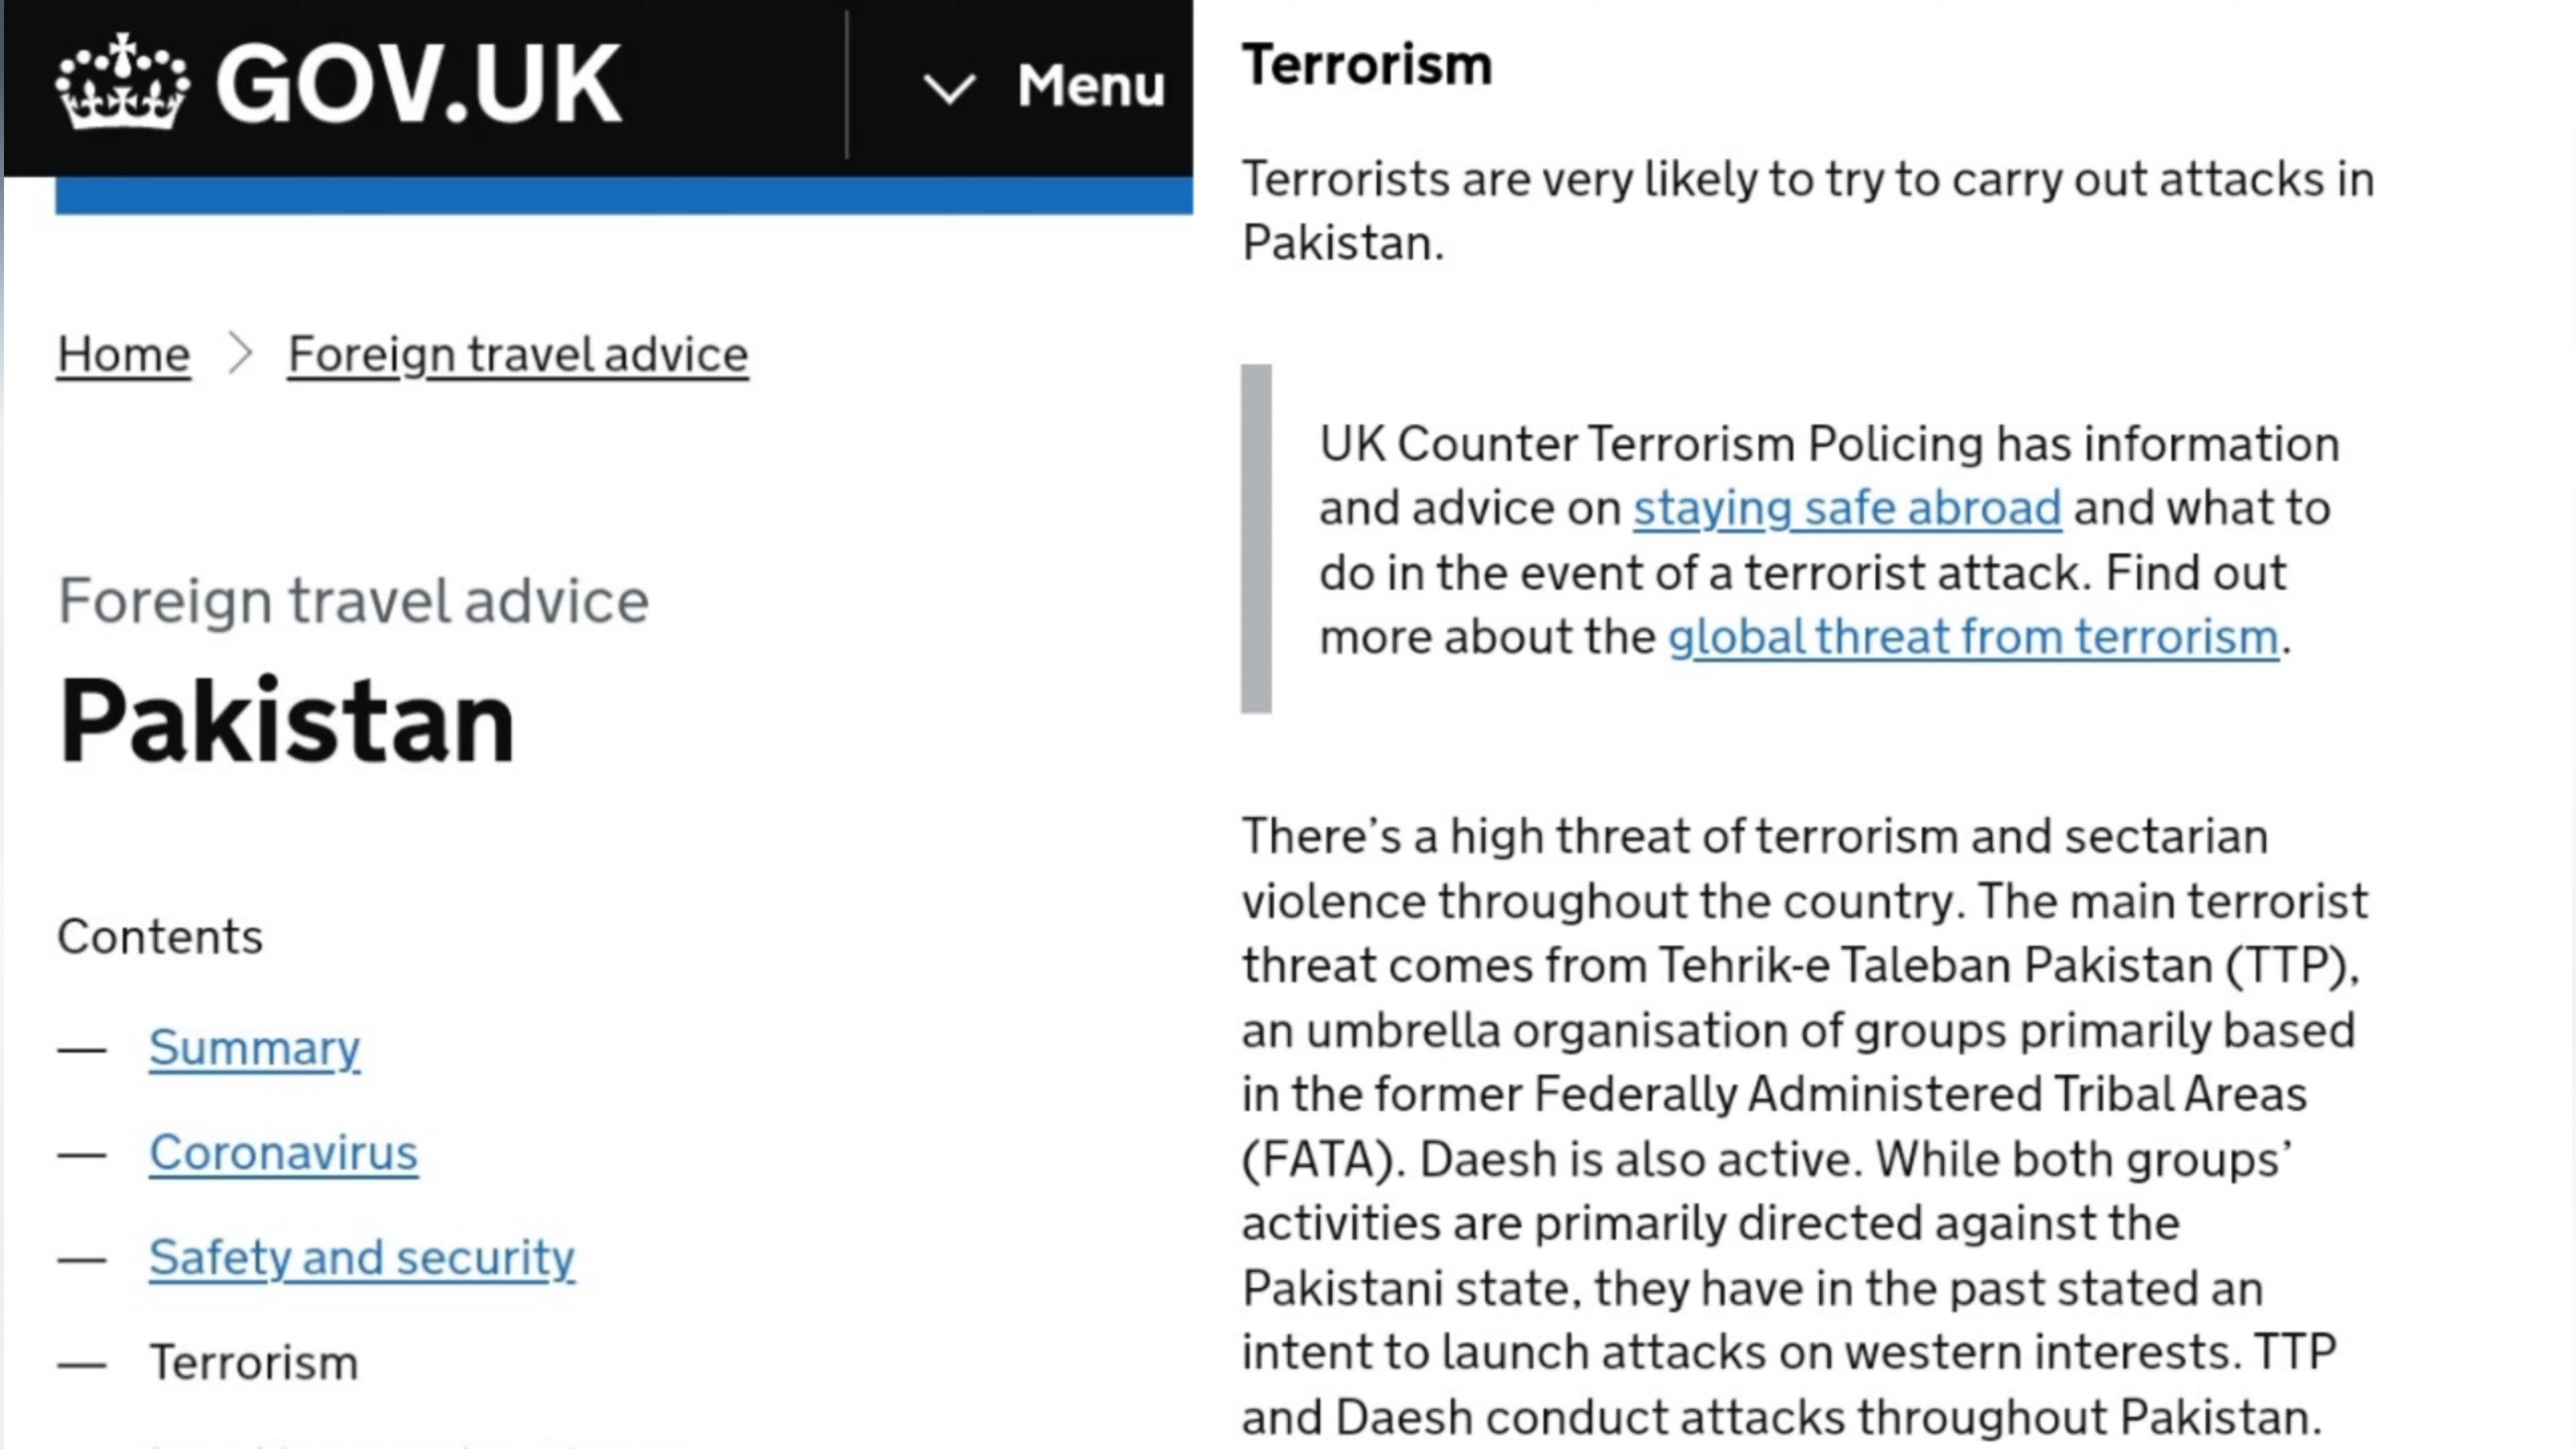 GOV.UK
Menu
Home > Foreign travel advice
Foreign travel advice
Pakistan
Contents
— Summary
— Coronavirus
— Safety and security
— Terrorism
Terrorism
Terrorists are very likely to try to carry out attacks in
Pakistan.
UK Counter Terrorism Policing has information
and advice on staying safe abroad and what to
do in the event of a terrorist attack. Find out
more about the global threat from terrorism.
There’s a high threat of terrorism and sectarian
violence throughout the country. The main terrorist
threat comes from Tehrik-e Taleban Pakistan (TTP),
an umbrella organisation of groups primarily based
in the former Federally Administered Tribal Areas
(FATA). Daesh is also active. While both groups’
activities are primarily directed against the
Pakistani state, they have in the past stated an
intent to launch attacks on western interests. TTP
and Daesh conduct attacks throughout Pakistan.